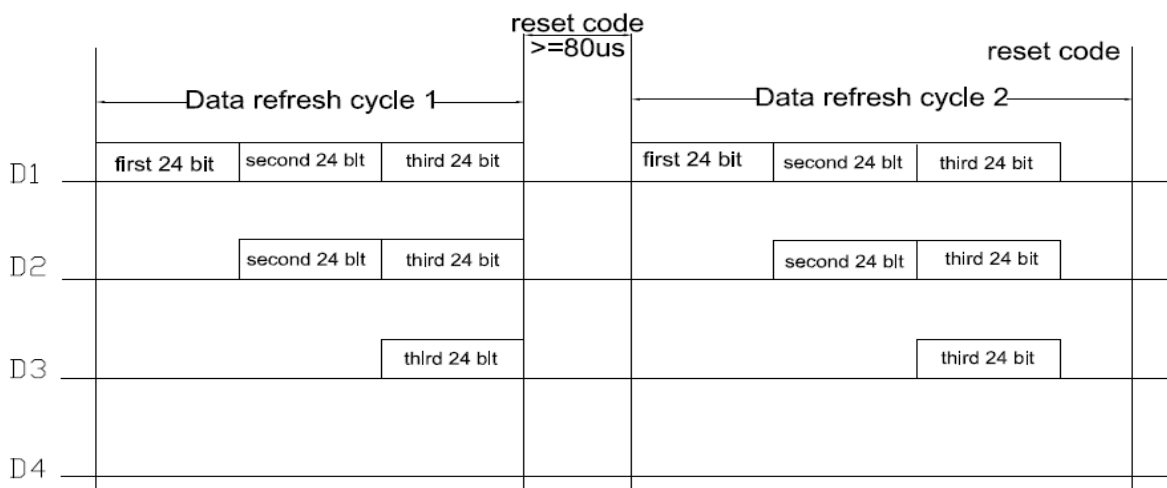 reset code
>=80us
reset code
Data refresh cycle 1
Data refresh cycle 2
D1 first 24 bit second 24 blt third 24 bit first 24 bit second 24 blt third 24 bit
D2 second 24 blt third 24 bit second 24 blt third 24 bit
D3 thlrd 24 blt third 24 bit
D4